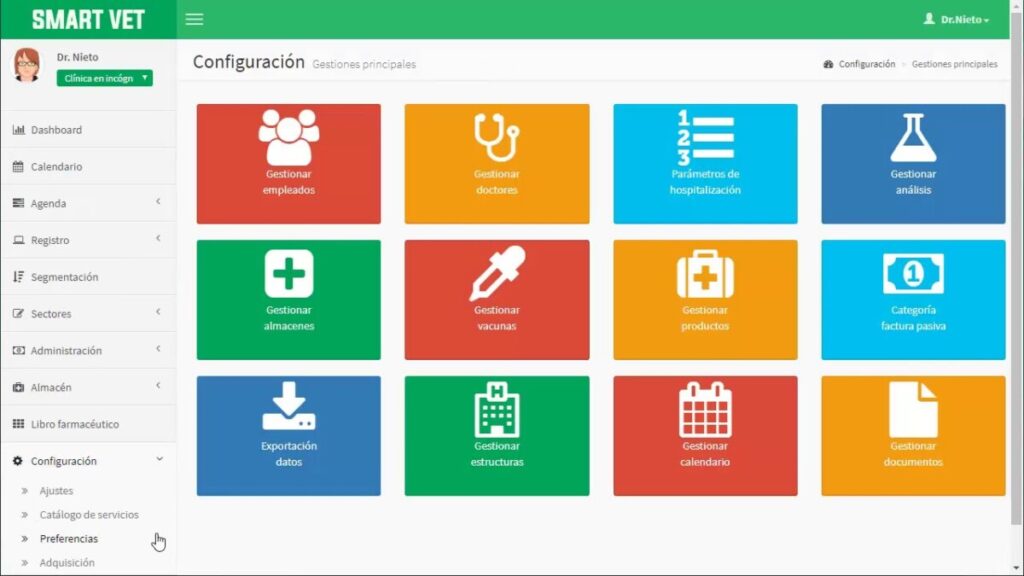 SMART VET
Dr.Nieto
Dr. Nieto
Clínica en incógn
Configuración Gestiones principales
Configuración Gestiones principales
Dashboard
Calendario
Agenda
Registro
Segmentación
Sectores
Administración
Almacén
Libro farmacéutico
Configuración
Ajustes
Catálogo de servicios
Preferencias
Adquisición
Gestionar
empleados
Gestionar
doctores
1
2
3
Parámetros de
hospitalización
Gestionar
análisis
Gestionar
almacenes
Gestionar
vacunas
Gestionar
productos
1
Categoría
factura pasiva
Exportación
datos
H
Gestionar
estructuras
Gestionar
calendario
Gestionar
documentos